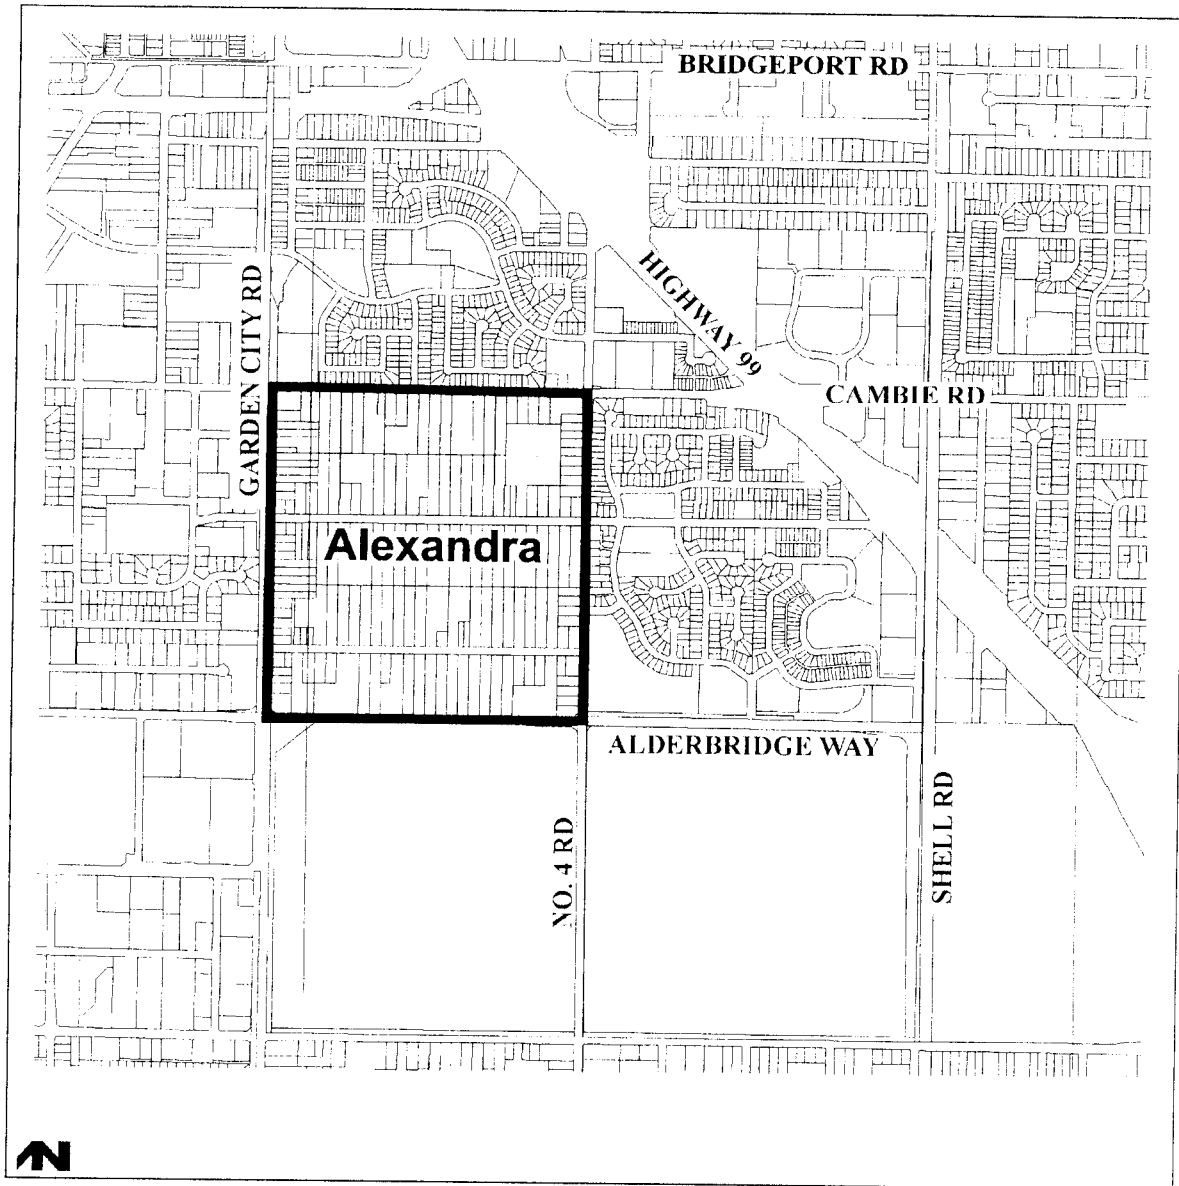 BRIDGEPORT RD
HIGHWAY 99
GARDEN CITY RD
CAMBIE RD
Alexandra
ALDERBRIDGE WAY
NO. 4 RD
SHELL RD
N